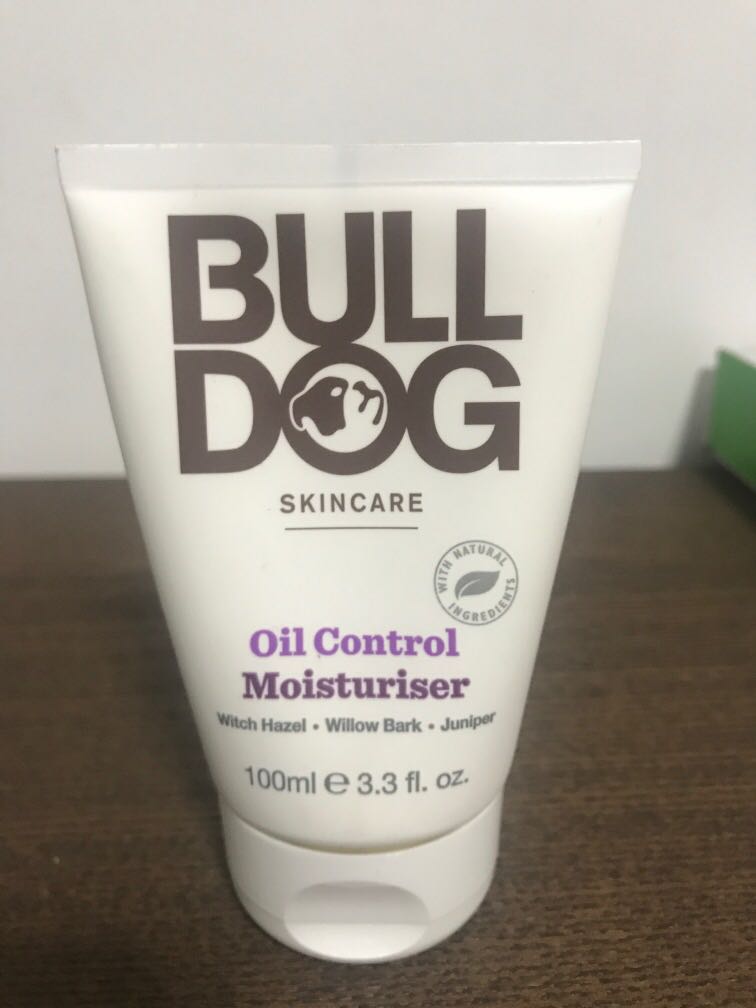 BULL
DOG
SKINCARE
WITH NATURAL
INGREDIENTS
Oil Control
Moisturiser
Witch Hazel • Willow Bark • Juniper
100ml ℮ 3.3 fl. oz.